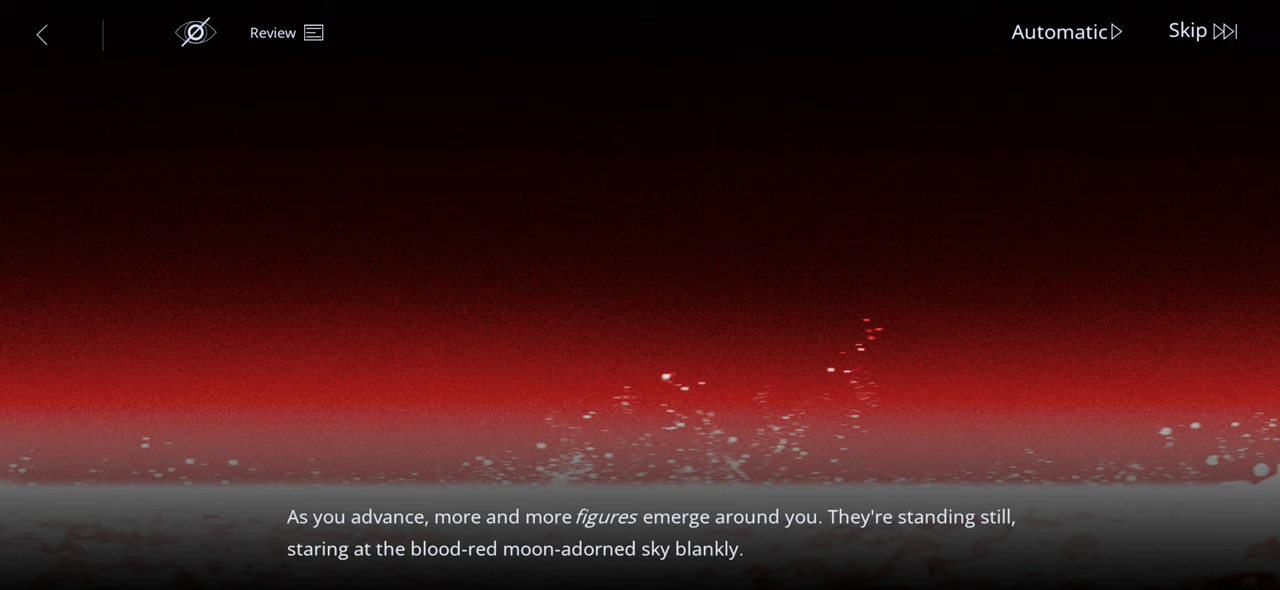 Review
Automatic
Skip
As you advance, more and more figures emerge around you. They're standing still,
staring at the blood-red moon-adorned sky blankly.